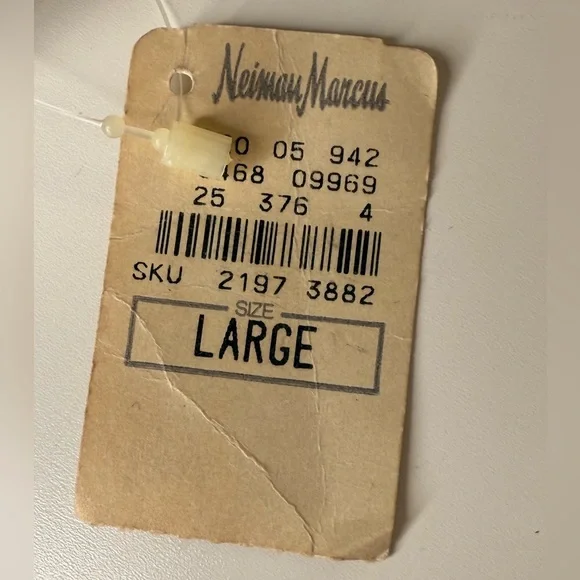 Neiman Marcus
0 05 942
468 09969
25 376 4
SKU 2197 3882
SIZE
LARGE